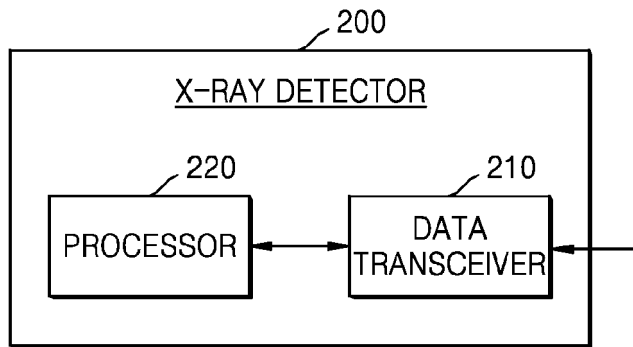 200
X-RAY DETECTOR
220
210
PROCESSOR
DATA
TRANSCEIVER